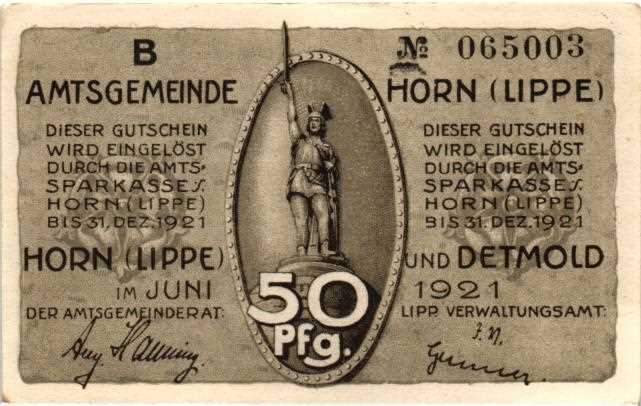 B
№ 065003
AMTSGEMEINDE HORN (LIPPE)
DIESER GUTSCHEIN
WIRD EINGELÖST
DURCH DIE AMTS-
SPARKASSE J.
HORN (LIPPE)
BIS 31. DEZ. 1921
DIESER GUTSCHEIN
WIRD EINGELÖST
DURCH DIE AMTS-
SPARKASSE J.
HORN (LIPPE)
BIS 31. DEZ. 1921
HORN (LIPPE) UND DETMOLD
IM JUNI 1921
DER AMTSGEMEINDERAT:
LIPP. VERWALTUNGSAMT:
50
Pfg.